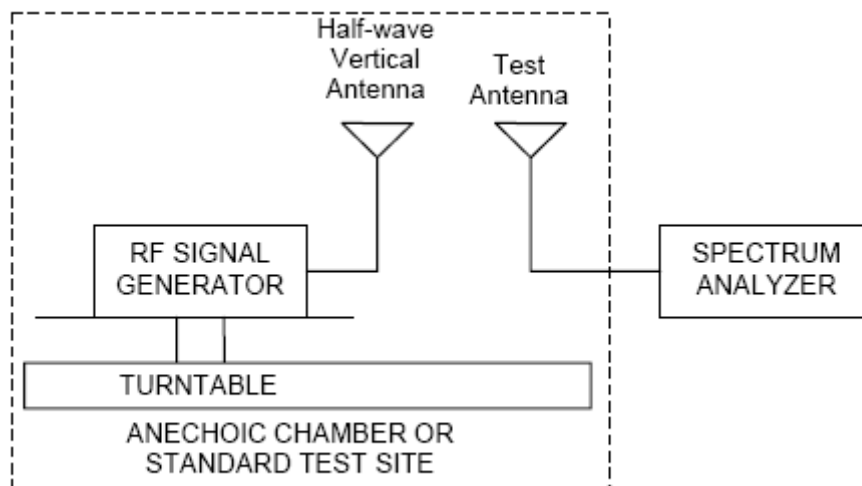 Half-wave
Vertical
Antenna
Test
Antenna
RF SIGNAL
GENERATOR
SPECTRUM
ANALYZER
TURNTABLE
ANECHOIC CHAMBER OR
STANDARD TEST SITE